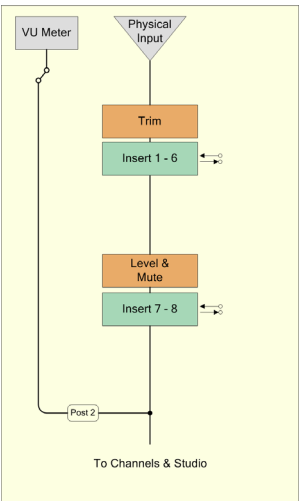 VU Meter
Physical
Input
Trim
Insert 1 - 6
Level &
Mute
Insert 7 - 8
Post 2
To Channels & Studio